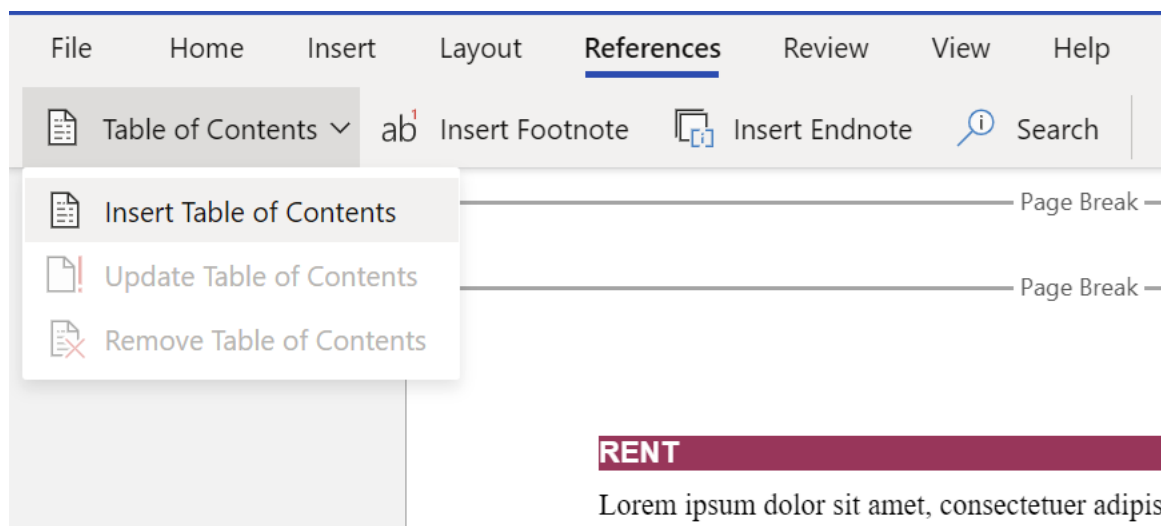 File Home Insert Layout References Review View Help
Table of Contents ab1 Insert Footnote [i] Insert Endnote i Search
Insert Table of Contents
Page Break
Update Table of Contents
Page Break
Remove Table of Contents
RENT
Lorem ipsum dolor sit amet, consectetuer adipis